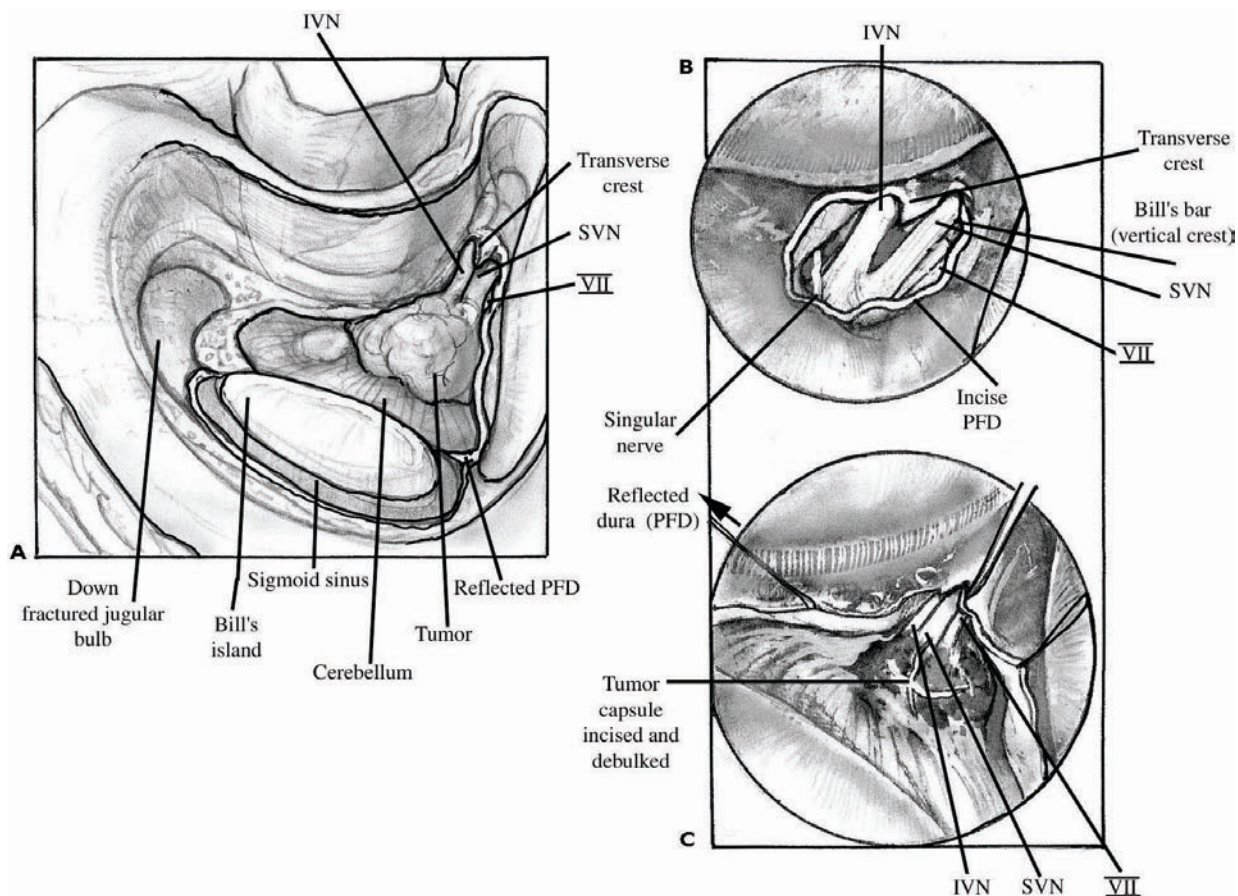 IVN
Transverse
crest
SVN
VII
A
Down
fractured jugular
bulb
Bill's
island
Sigmoid sinus
Cerebellum
Tumor
Reflected PFD
B
IVN
Transverse
crest
Bill's bar
(vertical crest)
SVN
VII
Incise
PFD
Singular
nerve
Reflected
dura (PFD)
Tumor
capsule
incised and
debulked
C
IVN
SVN
VII